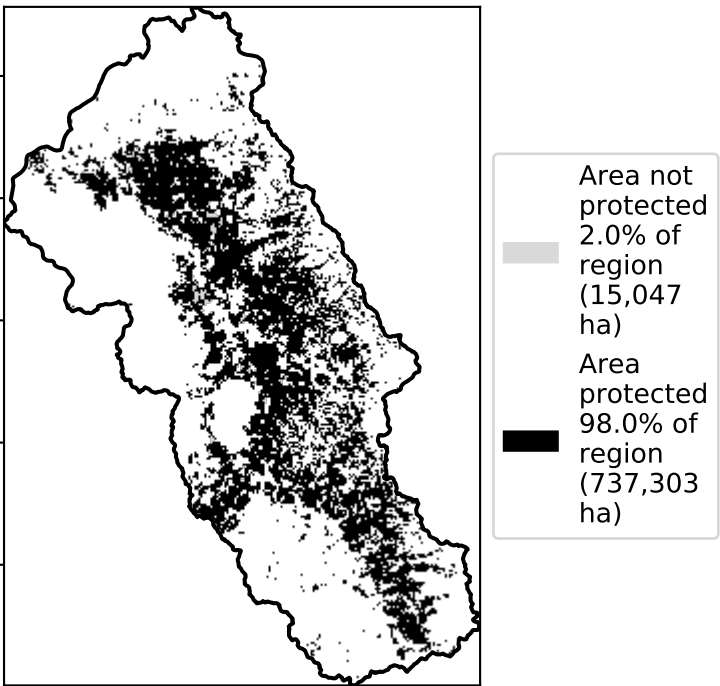 Area not
protected
2.0% of
region
(15,047
ha)
Area
protected
98.0% of
region
(737,303
ha)